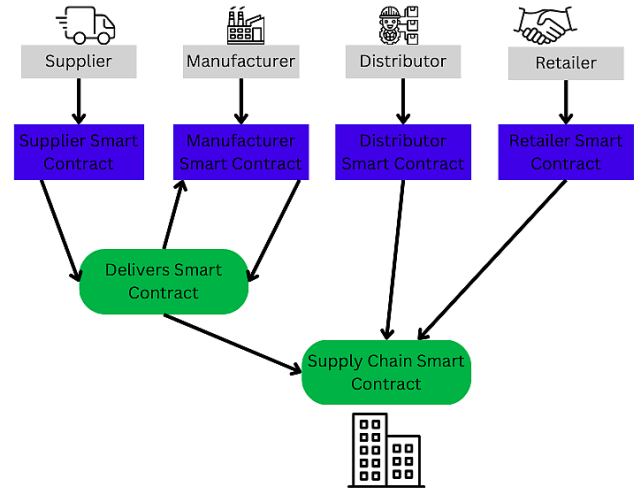 Supplier
Manufacturer
Distributor
Retailer
Supplier Smart
Contract
Manufacturer
Smart Contract
Distributor
Smart Contract
Retailer Smart
Contract
Delivers Smart
Contract
Supply Chain Smart
Contract